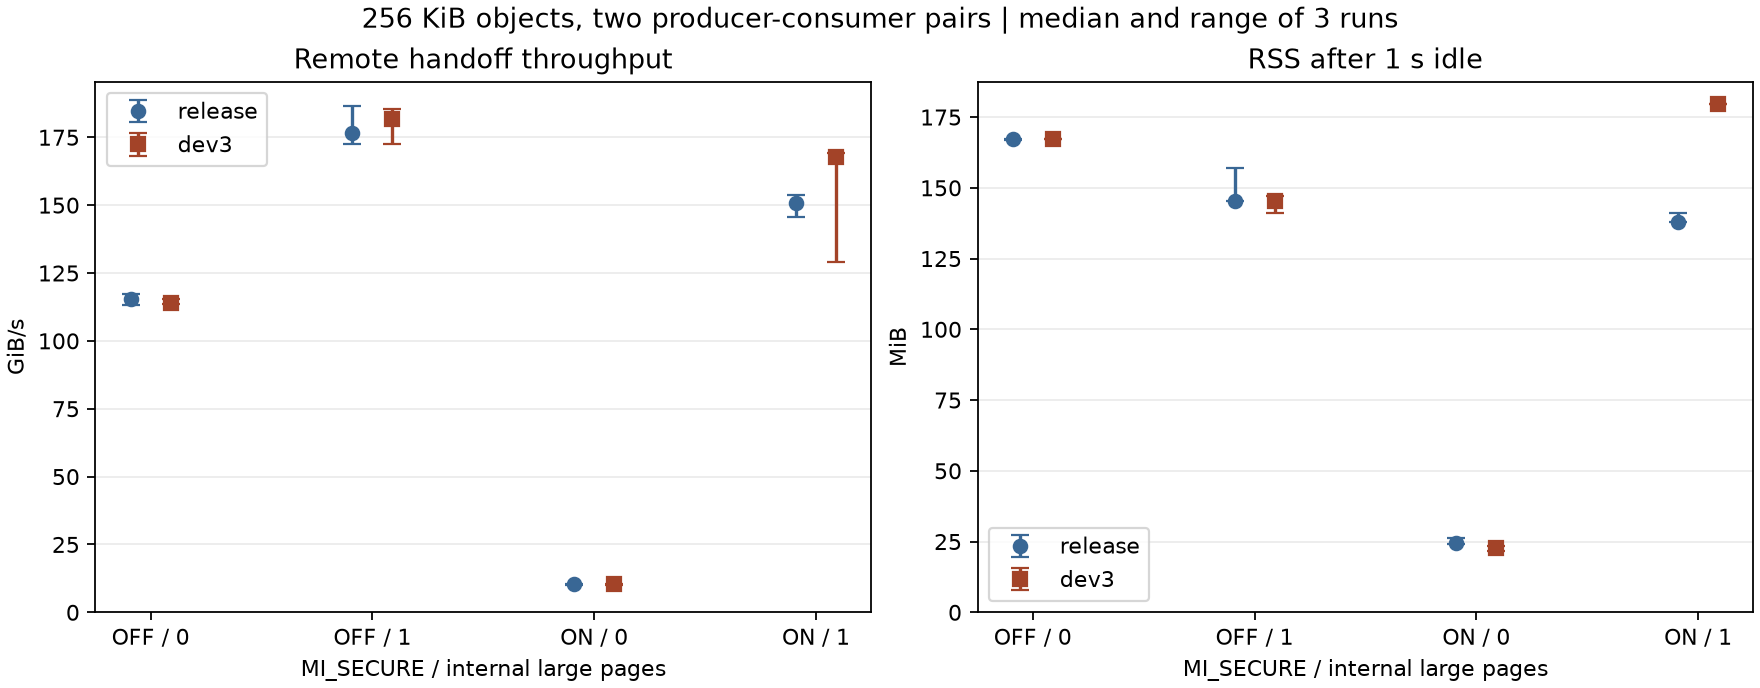 256 KiB objects, two producer-consumer pairs | median and range of 3 runs
Remote handoff throughput
release
dev3
GiB/s
175
150
125
100
75
50
25
0
OFF / 0
OFF / 1
ON / 0
ON / 1
MI_SECURE / internal large pages
RSS after 1 s idle
MiB
175
150
125
100
75
50
25
0
release
dev3
OFF / 0
OFF / 1
ON / 0
ON / 1
MI_SECURE / internal large pages